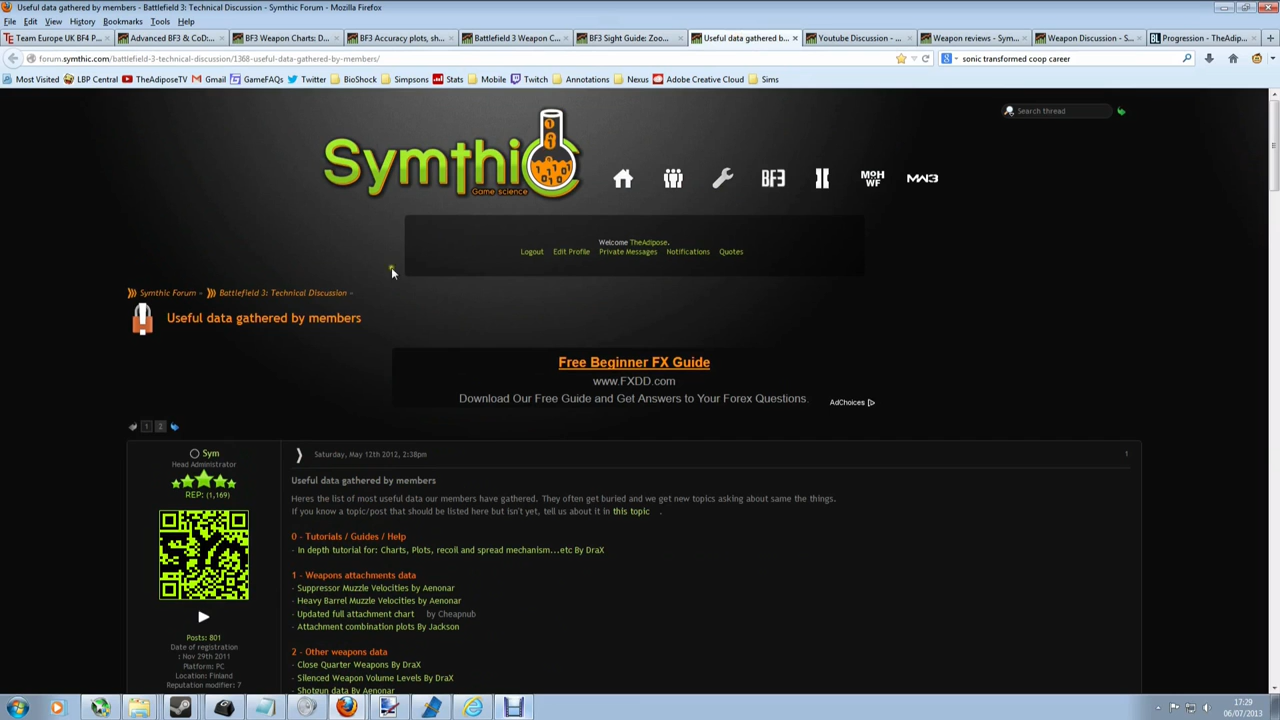 Useful data gathered by members - Battlefield 3: Technical Discussion - Symthic Forum - Mozilla Firefox
File Edit View History Bookmarks Tools Help
Team Europe UK BF4 P... Advanced BF3 & CoD:... BF3 Weapon Charts: D... BF3 Accuracy plots, sh... Battlefield 3 Weapon C... BF3 Sight Guide: Zoo... Useful data gathered b... Youtube Discussion - ... Weapon reviews - Sym... Weapon Discussion - S... Progression - TheAdip...
forum.symthic.com/battlefield-3-technical-discussion/1368-useful-data-gathered-by-members/ sonic transformed coop career
Most Visited LBP Central TheAdiposeTV Gmail GameFAQs Twitter BioShock Simpsons Stats Mobile Twitch Annotations Nexus Adobe Creative Cloud Sims
Search thread
Symthic
Game science
BF3 MoH WF MW3
Welcome TheAdipose.
Logout Edit Profile Private Messages Notifications Quotes
Symthic Forum » Battlefield 3: Technical Discussion »
Useful data gathered by members
Free Beginner FX Guide
www.FXDD.com
Download Our Free Guide and Get Answers to Your Forex Questions.
AdChoices
1 2
Sym
Head Administrator
REP: (1,169)
Posts: 801
Date of registration
: Nov 29th 2011
Platform: PC
Location: Finland
Reputation modifier: 7
Saturday, May 12th 2012, 2:38pm 1
Useful data gathered by members
Heres the list of most useful data our members have gathered. They often get buried and we get new topics asking about same the things.
If you know a topic/post that should be listed here but isn't yet, tell us about it in this topic .
0 - Tutorials / Guides / Help
- In depth tutorial for: Charts, Plots, recoil and spread mechanism...etc By DraX
1 - Weapons attachments data
- Suppressor Muzzle Velocities by Aenonar
- Heavy Barrel Muzzle Velocities by Aenonar
- Updated full attachment chart by Cheapnub
- Attachment combination plots By Jackson
2 - Other weapons data
- Close Quarter Weapons By DraX
- Silenced Weapon Volume Levels By DraX
- Shotgun data By Aenonar
17:29
06/07/2013